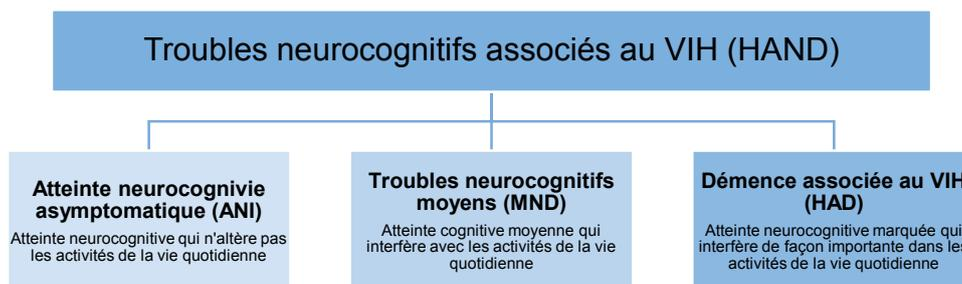 Troubles neurocognitifs associés au VIH (HAND)
Atteinte neurocognivie
asymptomatique (ANI)
Atteinte neurocognitive qui n'altère pas
les activités de la vie quotidienne
Troubles neurocognitifs
moyens (MND)
Atteinte cognitive moyenne qui
interfère avec les activités de la vie
quotidienne
Démence associée au VIH
(HAD)
Atteinte neurocognitive marquée qui
interfère de façon importante dans les
activités de la vie quotidienne